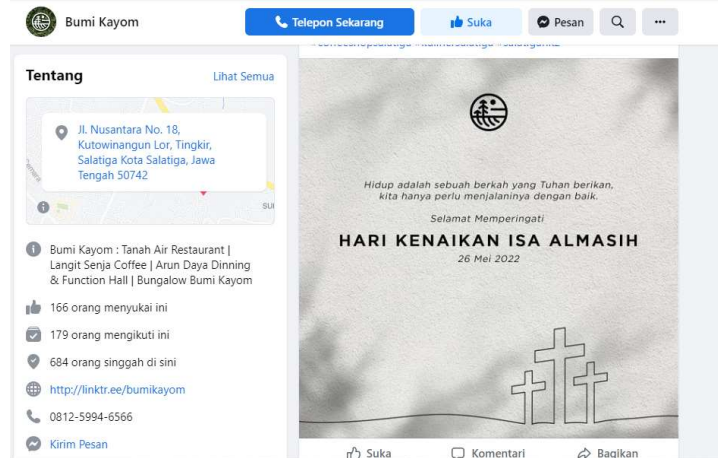 Bumi Kayom
Telepon Sekarang
Suka
Pesan
Tentang
Lihat Semua
Jl. Nusantara No. 18,
Kutowinangun Lor, Tingkir,
Salatiga Kota Salatiga, Jawa
Tengah 50742
Bumi Kayom : Tanah Air Restaurant |
Langit Senja Coffee | Arun Daya Dinning
& Function Hall | Bungalow Bumi Kayom
166 orang menyukai ini
179 orang mengikuti ini
684 orang singgah di sini
http://linktr.ee/bumikayom
0812-5994-6566
Kirim Pesan
Hidup adalah sebuah berkah yang Tuhan berikan,
kita hanya perlu menjalaninya dengan baik.
Selamat Memperingati
HARI KENAIKAN ISA ALMASIH
26 Mei 2022
Suka
Komentari
Bagikan